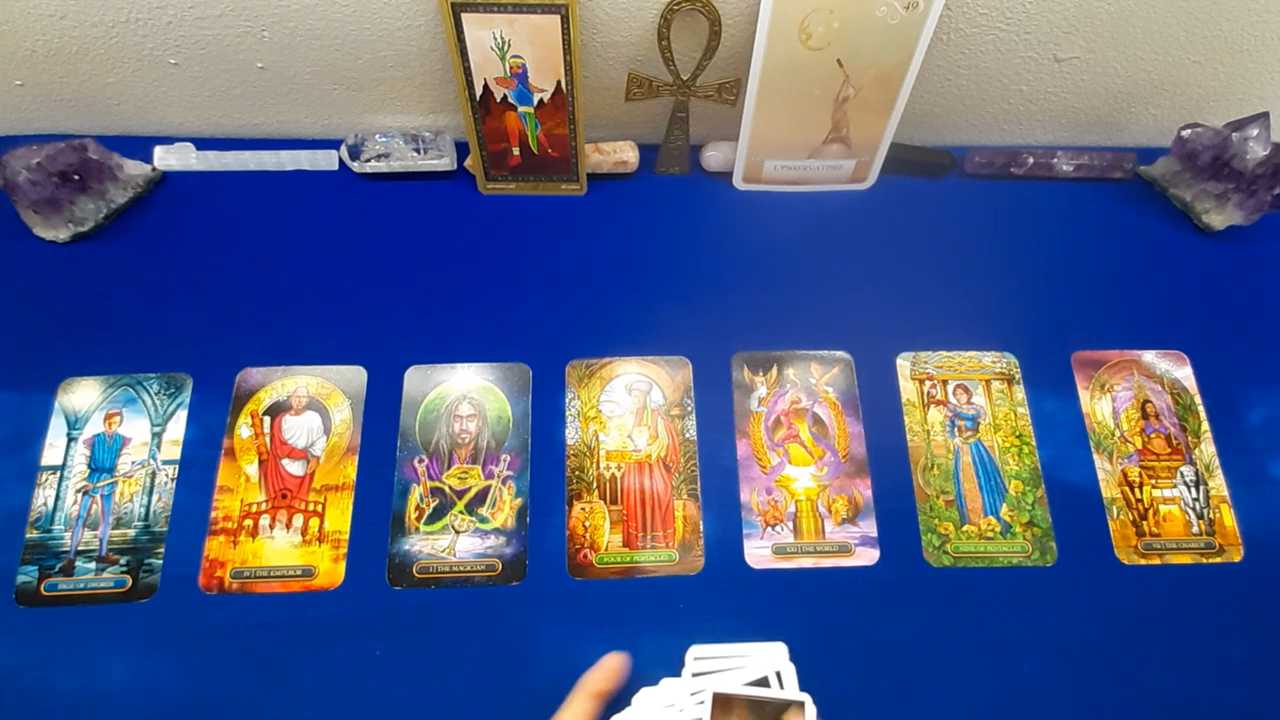 49
PAGE OF SWORDS
IV | THE EMPEROR
I | THE MAGICIAN
FOUR OF PENTACLES
XXI | THE WORLD
NINE OF PENTACLES
VII | THE CHARIOT